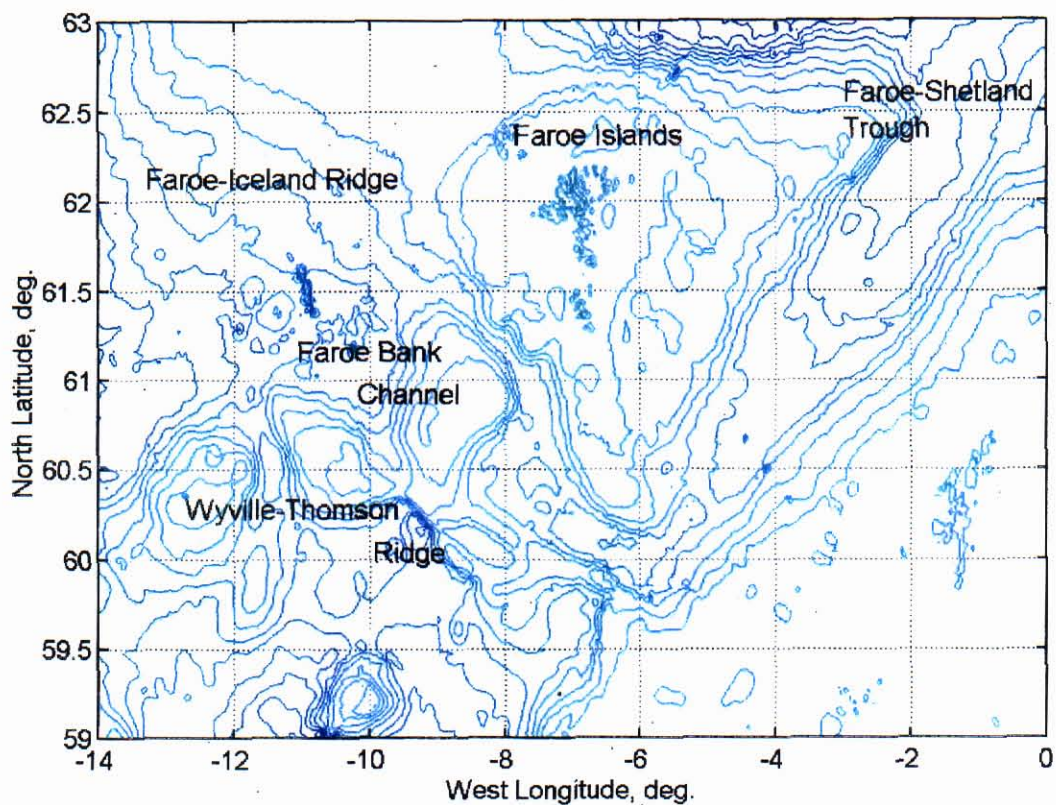 63
62.5
62
61.5
61
60.5
60
59.5
59
North Latitude, deg.
Faroe-Shetland
Trough
Faroe Islands
Faroe-Iceland Ridge
Faroe Bank
Channel
Wyville-Thomson
Ridge
-14
-12
-10
-8
-6
-4
-2
0
West Longitude, deg.